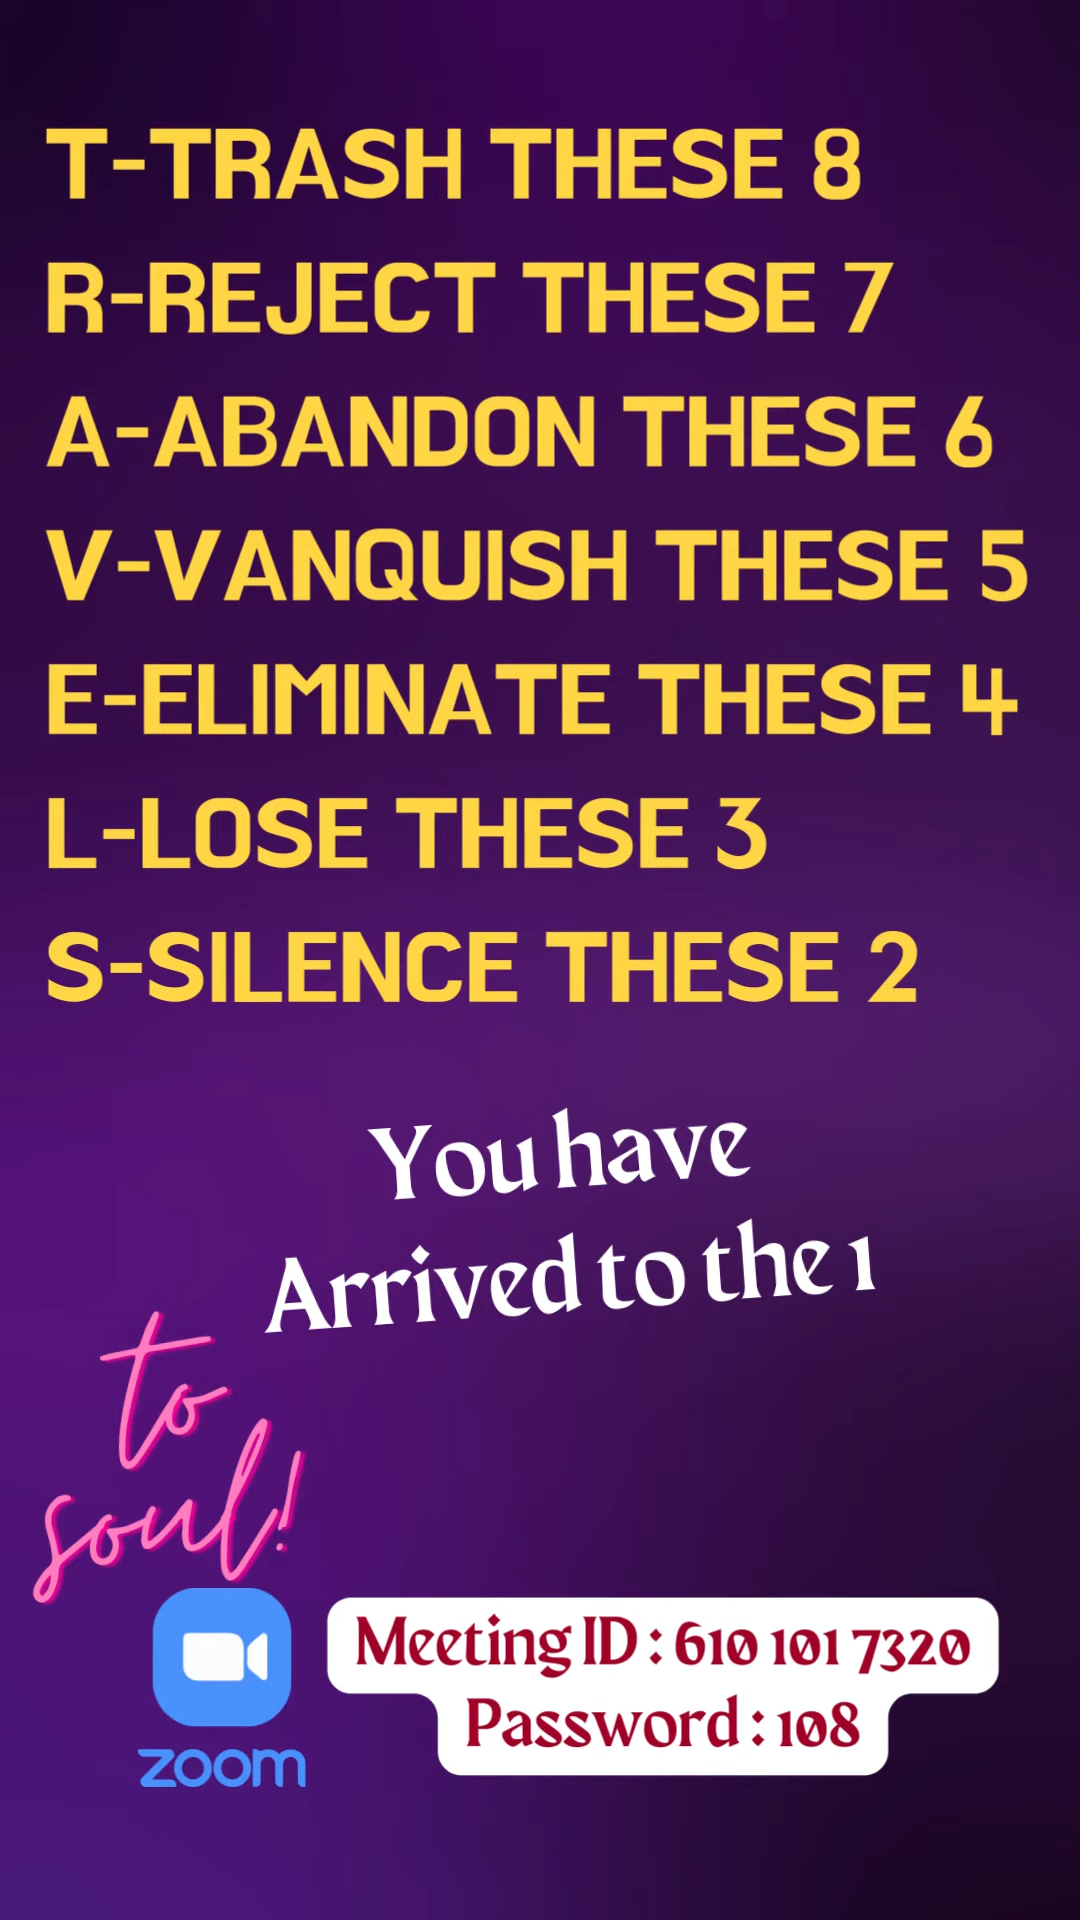 T-TRASH THESE 8
R-REJECT THESE 7
A-ABANDON THESE 6
V-VANQUISH THESE 5
E-ELIMINATE THESE 4
L-LOSE THESE 3
S-SILENCE THESE 2
You have
Arrived to the 1
to
soul!
zoom
Meeting ID : 610 101 7320
Password : 108